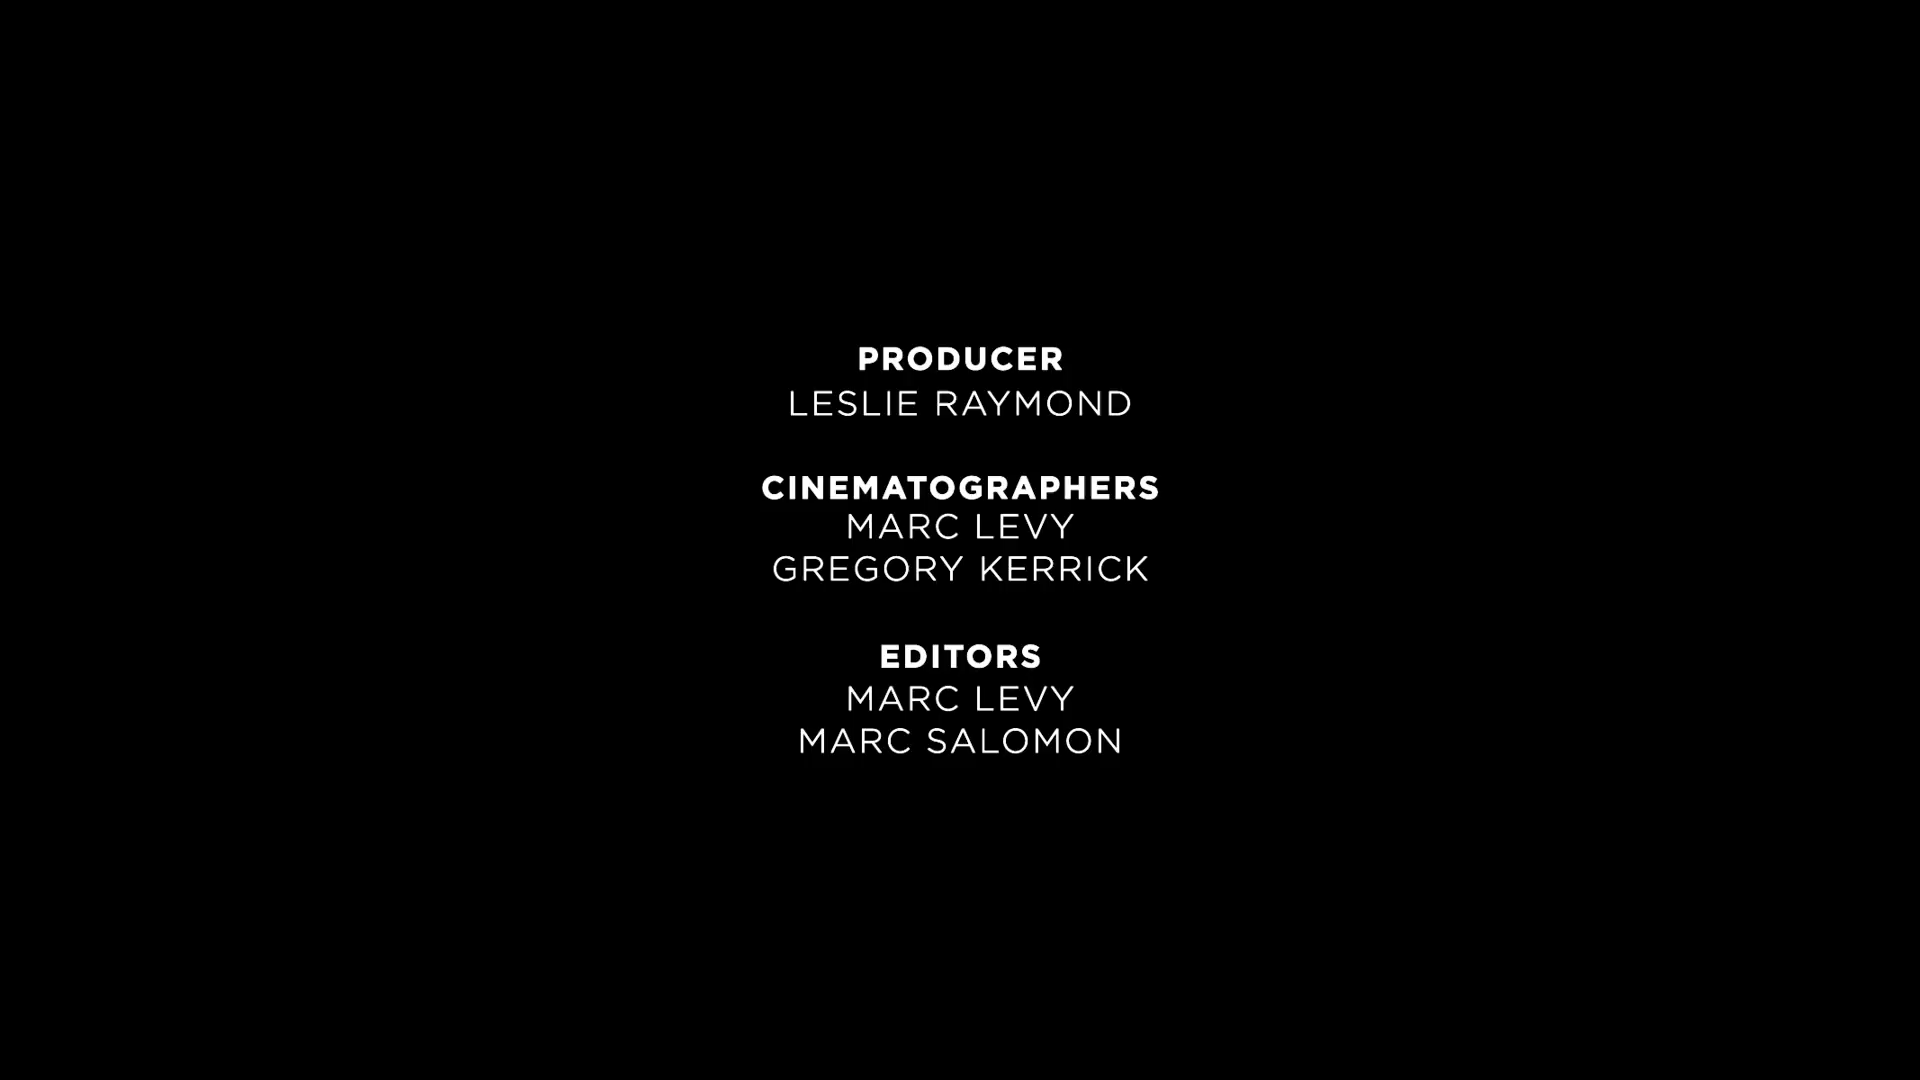 PRODUCER
LESLIE RAYMOND
CINEMATOGRAPHERS
MARC LEVY
GREGORY KERRICK
EDITORS
MARC LEVY
MARC SALOMON